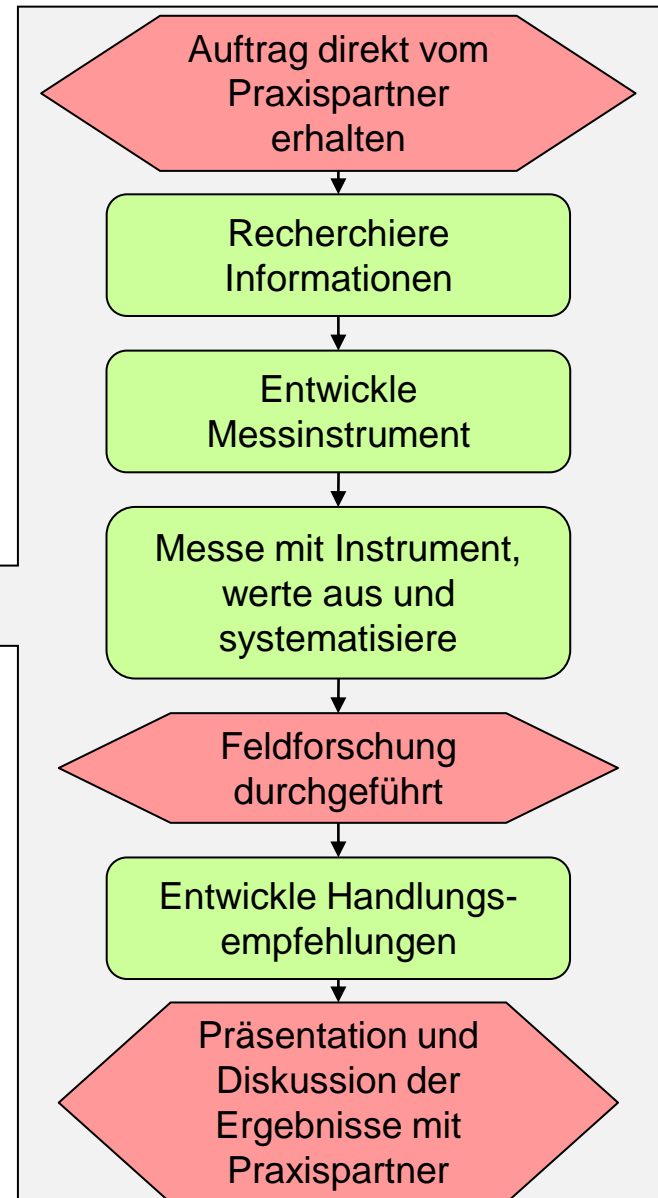 Auftrag direkt vom
Praxispartner
erhalten
Recherchiere
Informationen
Entwickle
Messinstrument
Messe mit Instrument,
werte aus und
systematisiere
Feldforschung
durchgeführt
Entwickle Handlungs-
empfehlungen
Präsentation und
Diskussion der
Ergebnisse mit
Praxispartner